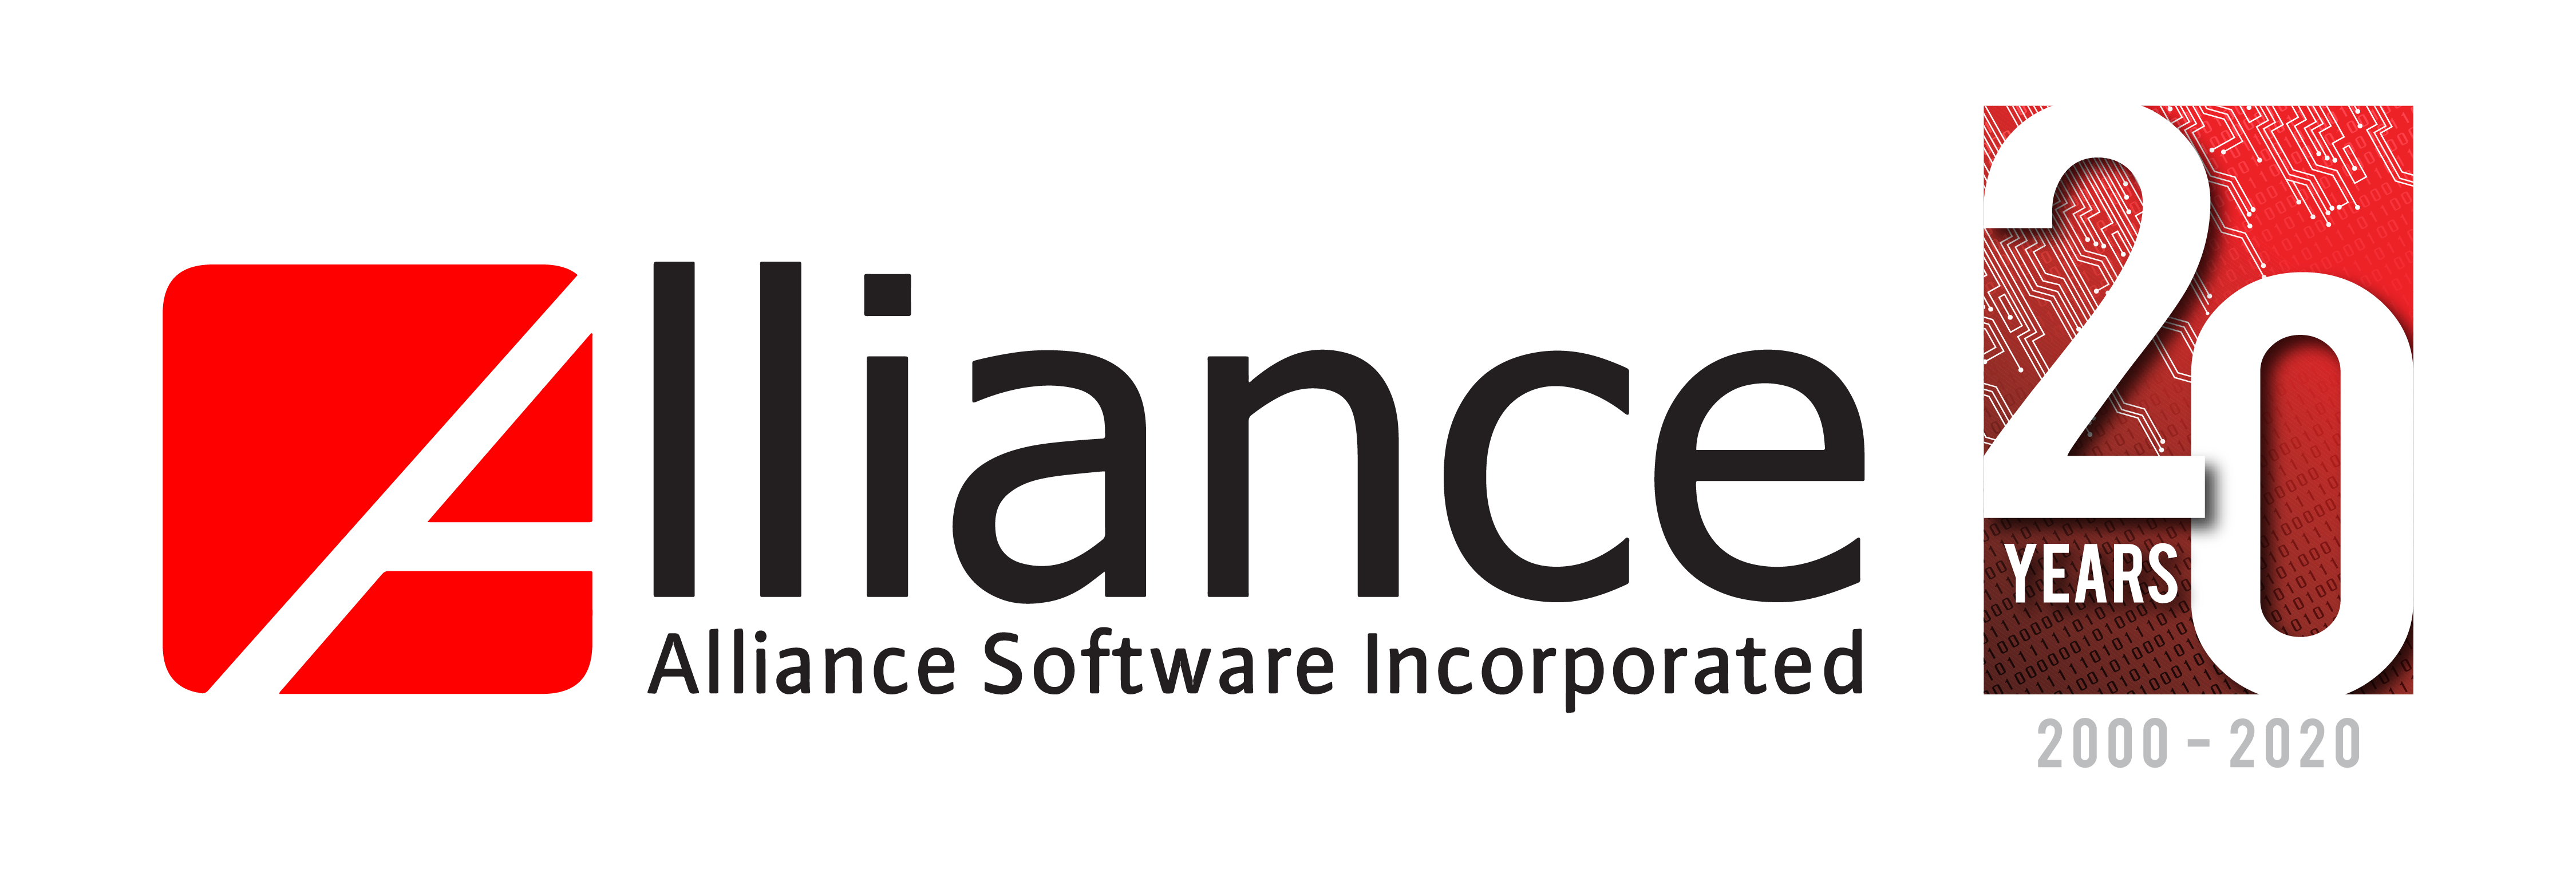 Alliance
Alliance Software Incorporated
20
YEARS
2000 - 2020